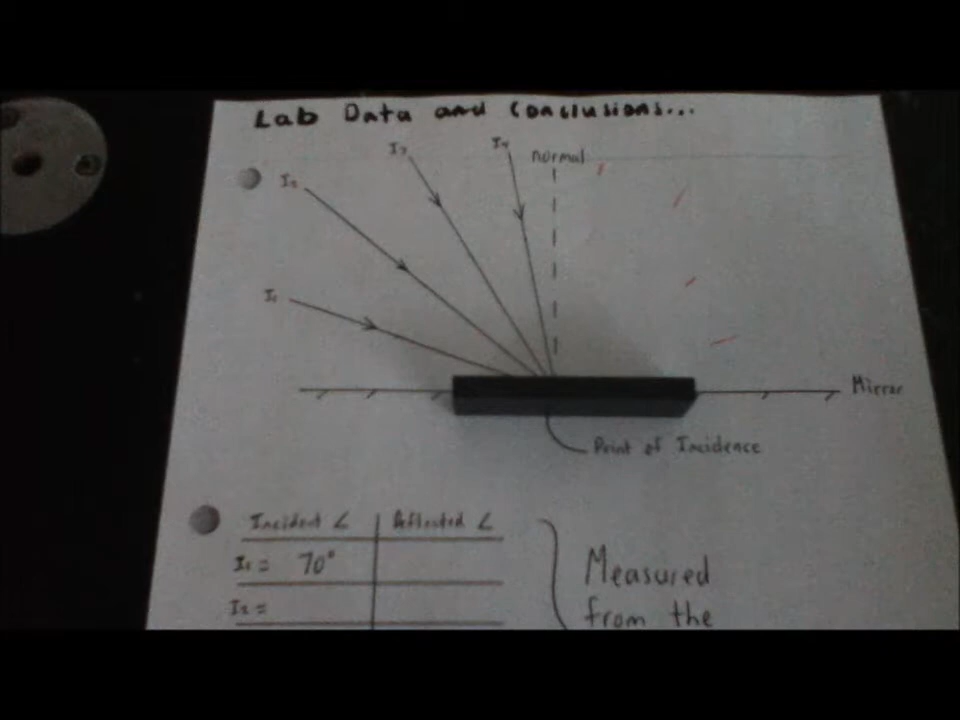 Lab Data and Conclusions...
I₁
I₂
I₃
I₄
normal
Mirror
Point of Incidence
Incident ∠ Reflected ∠
I₁ = 70°
I₂ =
Measured
from the